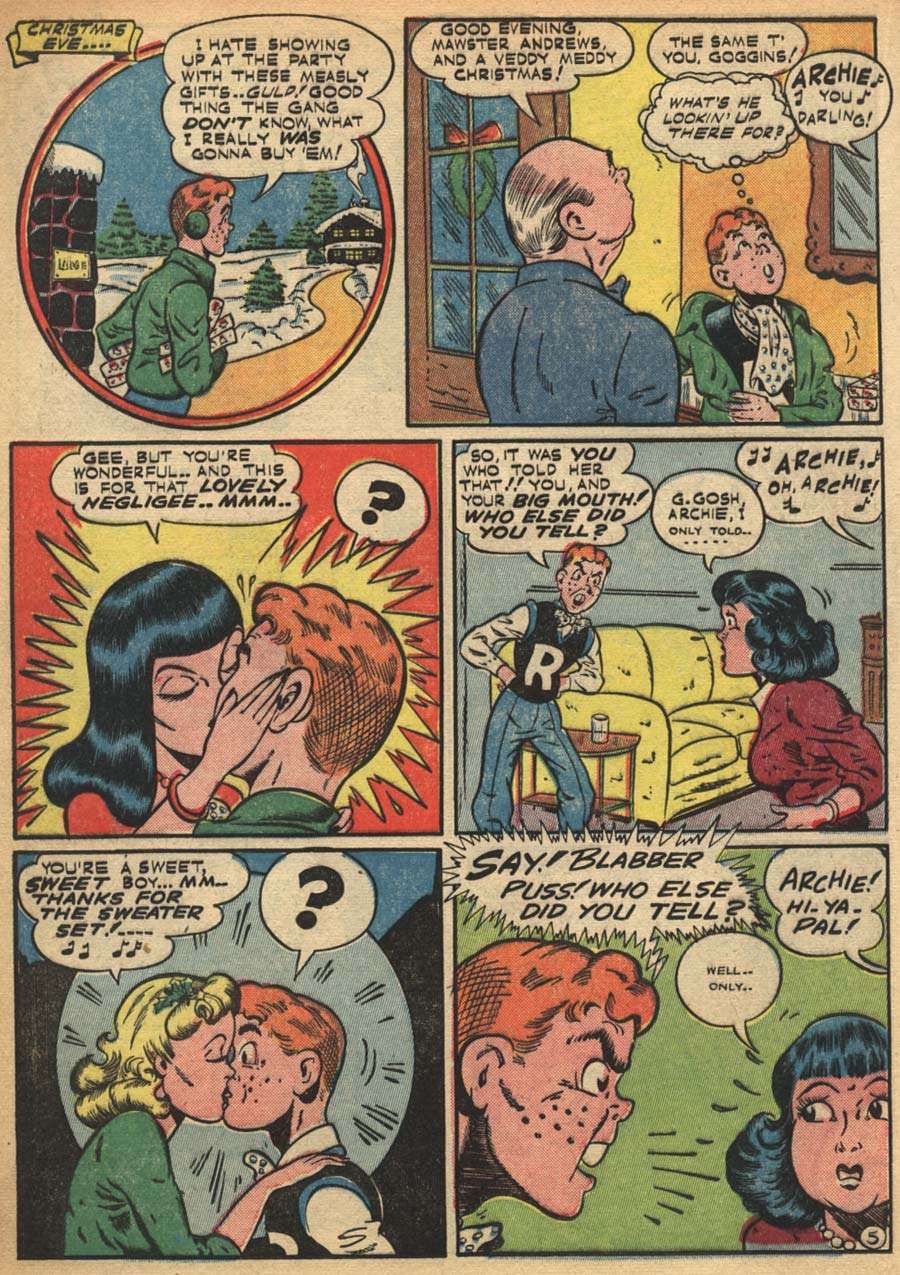 CHRISTMAS
EVE....
I HATE SHOWING
UP AT THE PARTY
WITH THESE MEASLY
GIFTS..GULP! GOOD
THING THE GANG
DON'T KNOW, WHAT
I REALLY WAS
GONNA BUY 'EM!
LODGE
GOOD EVENING,
MAWSTER ANDREWS,
AND A VEDDY MEDDY
CHRISTMAS!
THE SAME T'
YOU, GOGGINS!
WHAT'S HE
LOOKIN' UP
THERE FOR?
ARCHIE,
YOU
DARLING!
GEE, BUT YOU'RE
WONDERFUL.. AND THIS
IS FOR THAT LOVELY
NEGLIGEE.. MMM..
?
SO, IT WAS YOU
WHO TOLD HER
THAT!! YOU, AND
YOUR BIG MOUTH!
WHO ELSE DID
YOU TELL?
G.GOSH,
ARCHIE, I
ONLY TOLD..
.....
ARCHIE,
OH, ARCHIE!
R
YOU'RE A SWEET,
SWEET BOY... MM--
THANKS FOR
THE SWEATER
SET!----
?
SAY! BLABBER
PUSS! WHO ELSE
DID YOU TELL?
WELL--
ONLY..
ARCHIE!
HI-YA-
PAL!
5